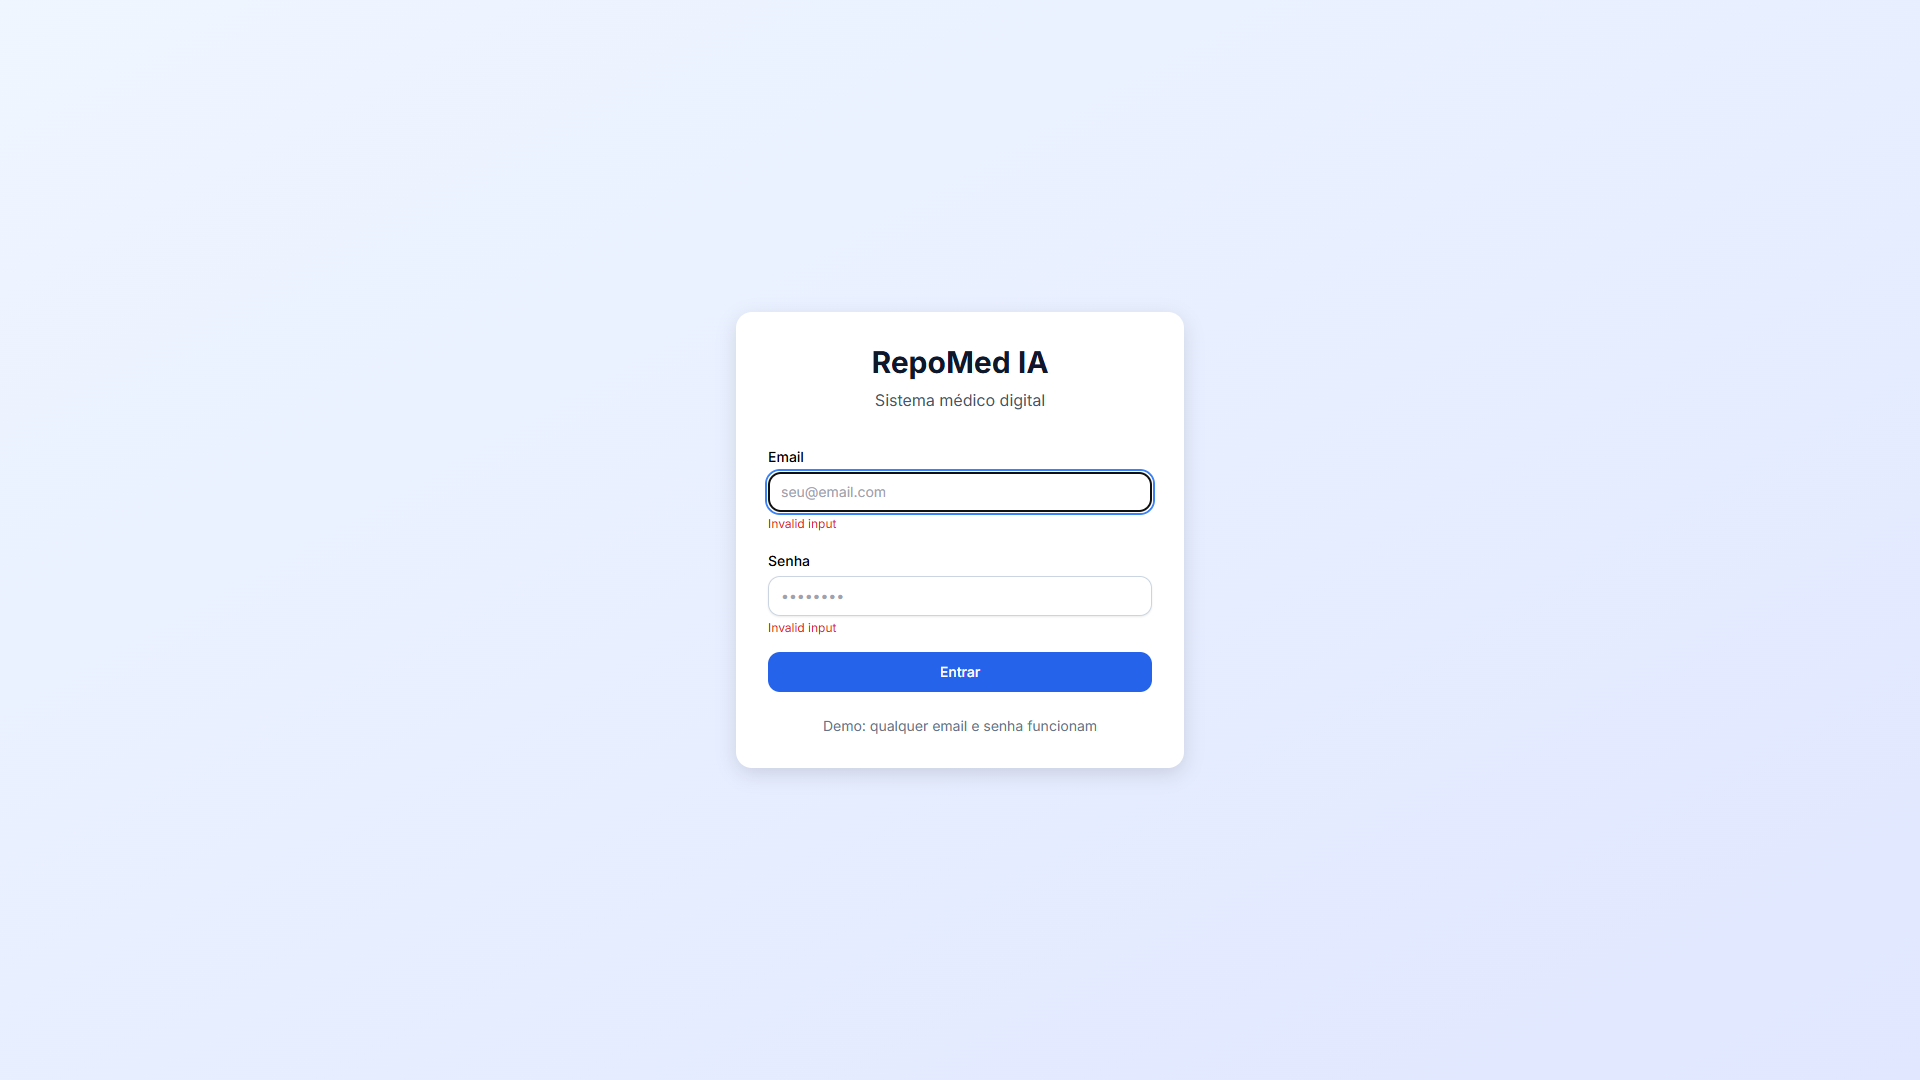 RepoMed IA
Sistema médico digital
Email
seu@email.com
Invalid input
Senha
••••••••
Invalid input
Entrar
Demo: qualquer email e senha funcionam